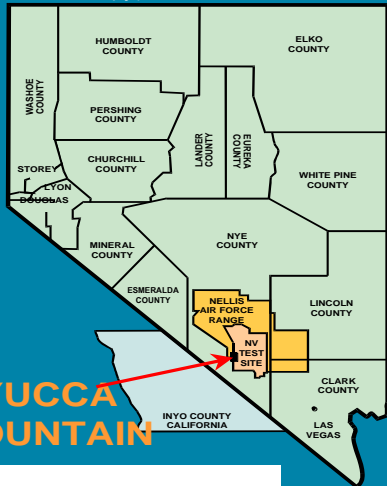 HUMBOLDT
COUNTY
ELKO
COUNTY
WASHOE
COUNTY
PERSHING
COUNTY
LANDER
COUNTY
EUREKA
COUNTY
CHURCHILL
COUNTY
STOREY
LYON
DOUGLAS
WHITE PINE
COUNTY
NYE
COUNTY
MINERAL
COUNTY
ESMERALDA
COUNTY
NELLIS
AIR FORCE
RANGE
LINCOLN
COUNTY
NV
TEST
SITE
CLARK
COUNTY
YUCCA
MOUNTAIN
INYO COUNTY
CALIFORNIA
LAS
VEGAS